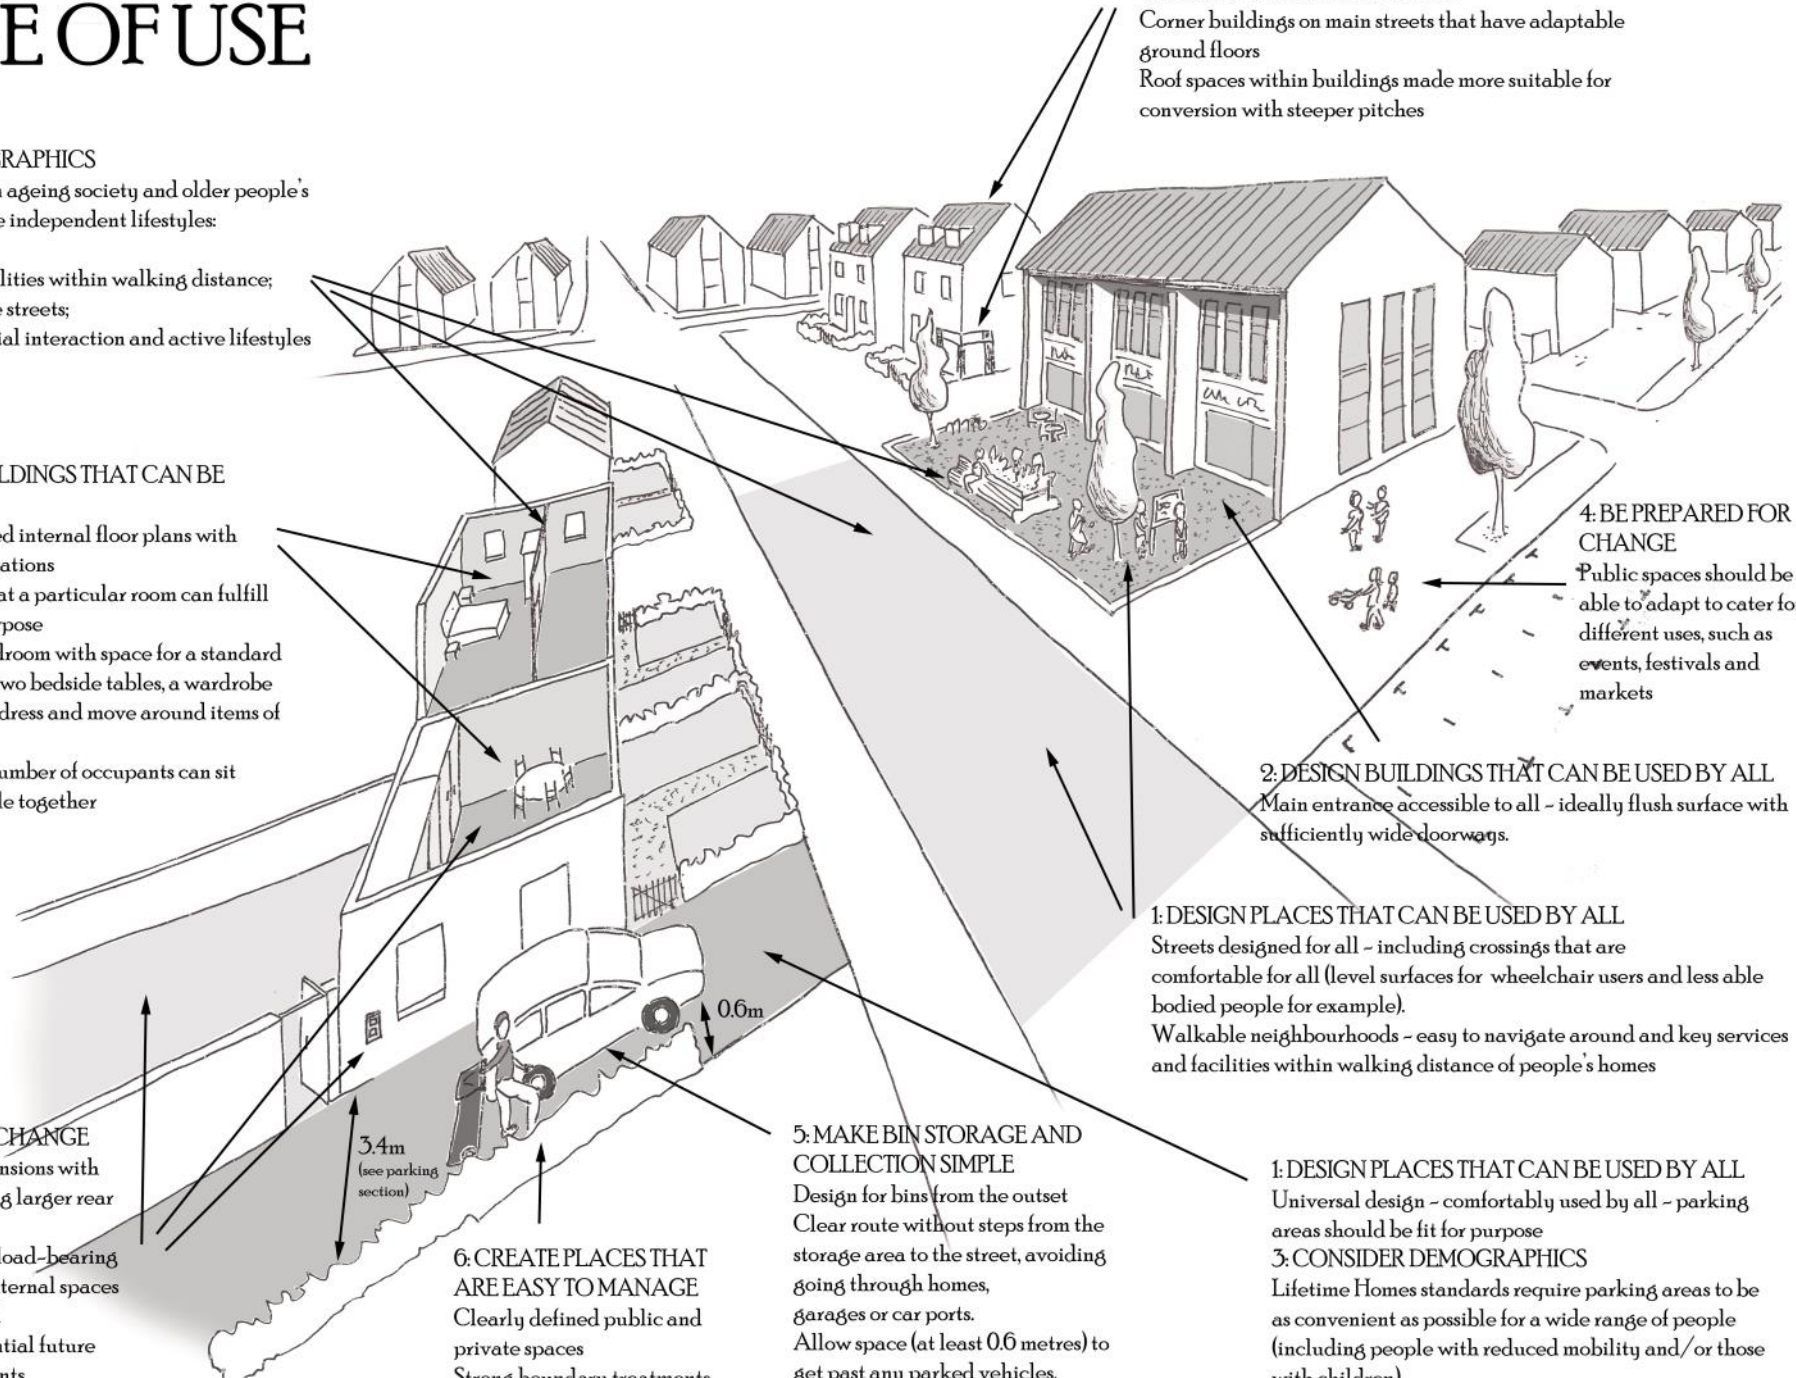 E OF USE
Corner buildings on main streets that have adaptable
ground floors
Roof spaces within buildings made more suitable for
conversion with steeper pitches
GRAPHICS
ageing society and older people's
independent lifestyles:
lities within walking distance;
streets;
ial interaction and active lifestyles
LDINGS THAT CAN BE
ed internal floor plans with
ations
at a particular room can fulfill
pose
droom with space for a standard
two bedside tables, a wardrobe
dress and move around items of
umber of occupants can sit
le together
4: BE PREPARED FOR
CHANGE
Public spaces should be
able to adapt to cater fo
different uses, such as
events, festivals and
markets
2: DESIGN BUILDINGS THAT CAN BE USED BY ALL
Main entrance accessible to all - ideally flush surface with
sufficiently wide doorways.
1: DESIGN PLACES THAT CAN BE USED BY ALL
Streets designed for all - including crossings that are
comfortable for all (level surfaces for wheelchair users and less able
bodied people for example).
Walkable neighbourhoods - easy to navigate around and key services
and facilities within walking distance of people's homes
0.6m
3.4m
(see parking
section)
CHANGE
nsions with
g larger rear
load-bearing
ternal spaces
tial future
nts
6: CREATE PLACES THAT
ARE EASY TO MANAGE
Clearly defined public and
private spaces
Strong boundary treatments
5: MAKE BIN STORAGE AND
COLLECTION SIMPLE
Design for bins from the outset
Clear route without steps from the
storage area to the street, avoiding
going through homes,
garages or car ports.
Allow space (at least 0.6 metres) to
get past any parked vehicles.
1: DESIGN PLACES THAT CAN BE USED BY ALL
Universal design - comfortably used by all - parking
areas should be fit for purpose
3: CONSIDER DEMOGRAPHICS
Lifetime Homes standards require parking areas to be
as convenient as possible for a wide range of people
(including people with reduced mobility and/or those
with children)